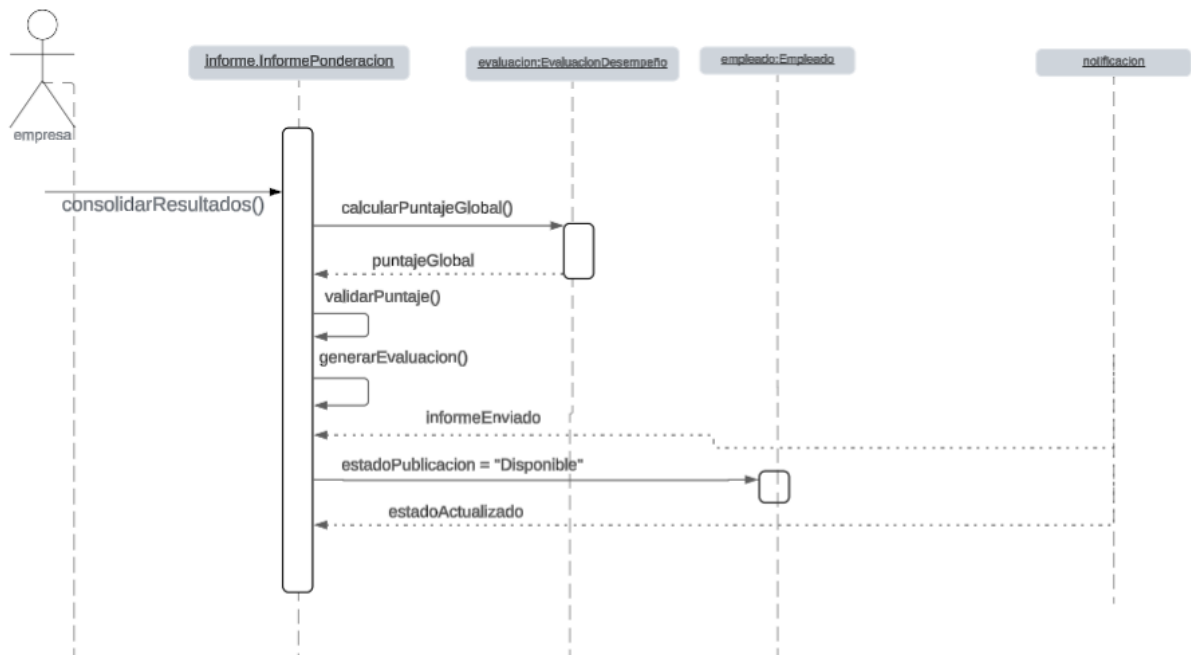 informe.InformePonderacion
evaluacion:EvaluacionDesempeño
empleado:Empleado
notificacion
empresa
consolidarResultados()
calcularPuntajeGlobal()
puntajeGlobal
validarPuntaje()
generarEvaluacion()
informeEnviado
estadoPublicacion = "Disponible"
estadoActualizado